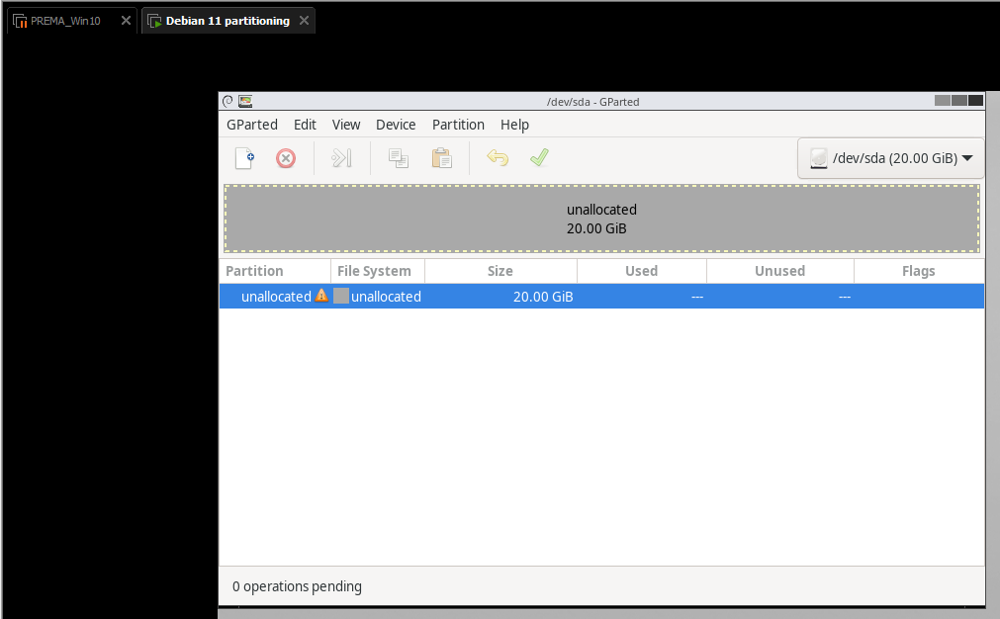 PREMA_Win10
Debian 11 partitioning
/dev/sda - GParted
GParted Edit View Device Partition Help
/dev/sda (20.00 GiB)
unallocated
20.00 GiB
Partition File System Size Used Unused Flags
unallocated unallocated 20.00 GiB --- ---
0 operations pending